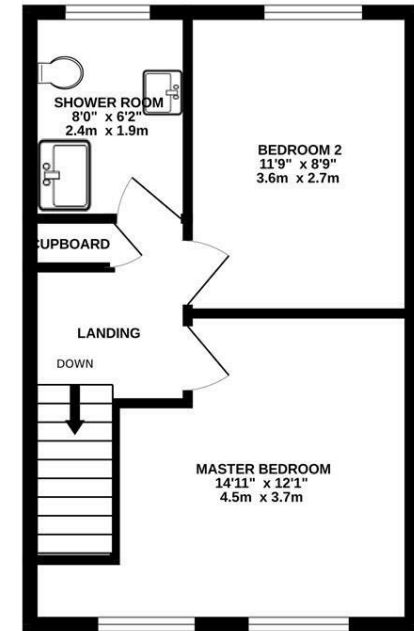 SHOWER ROOM
8'0" x 6'2"
2.4m x 1.9m
BEDROOM 2
11'9" x 8'9"
3.6m x 2.7m
CUPBOARD
LANDING
DOWN
MASTER BEDROOM
14'11" x 12'1"
4.5m x 3.7m